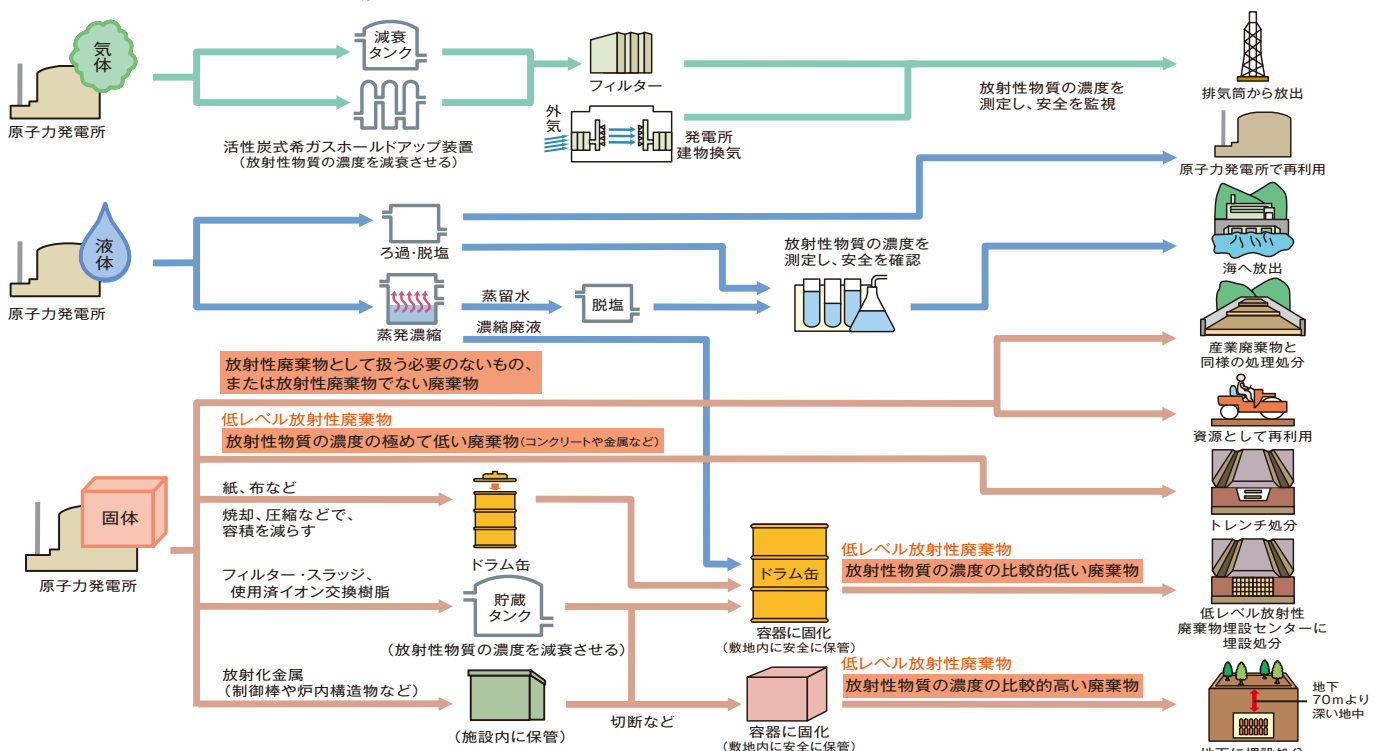 気
体
原子力発電所
減衰
タンク
活性炭式希ガスホールドアップ装置
(放射性物質の濃度を減衰させる)
フィルター
外
気
発電所
建物換気
放射性物質の濃度を
測定し、安全を監視
排気筒から放出
原子力発電所で再利用
液
体
原子力発電所
ろ過・脱塩
蒸発濃縮
蒸留水
濃縮廃液
脱塩
放射性物質の濃度を
測定し、安全を確認
海へ放出
産業廃棄物と
同様の処理処分
資源として再利用
放射性廃棄物として扱う必要のないもの、
または放射性廃棄物でない廃棄物
低レベル放射性廃棄物
放射性物質の濃度の極めて低い廃棄物(コンクリートや金属など)
トレンチ処分
固体
原子力発電所
紙、布など
焼却、圧縮などで、
容積を減らす
ドラム缶
フィルター・スラッジ、
使用済イオン交換樹脂
貯蔵
タンク
(放射性物質の濃度を減衰させる)
放射化金属
(制御棒や炉内構造物など)
(施設内に保管)
切断など
ドラム缶
容器に固化
(敷地内に安全に保管)
低レベル放射性廃棄物
放射性物質の濃度の比較的低い廃棄物
低レベル放射性
廃棄物埋設センターに
埋設処分
容器に固化
(敷地内に安全に保管)
低レベル放射性廃棄物
放射性物質の濃度の比較的高い廃棄物
地下
70mより
深い地中
地下に埋設処分